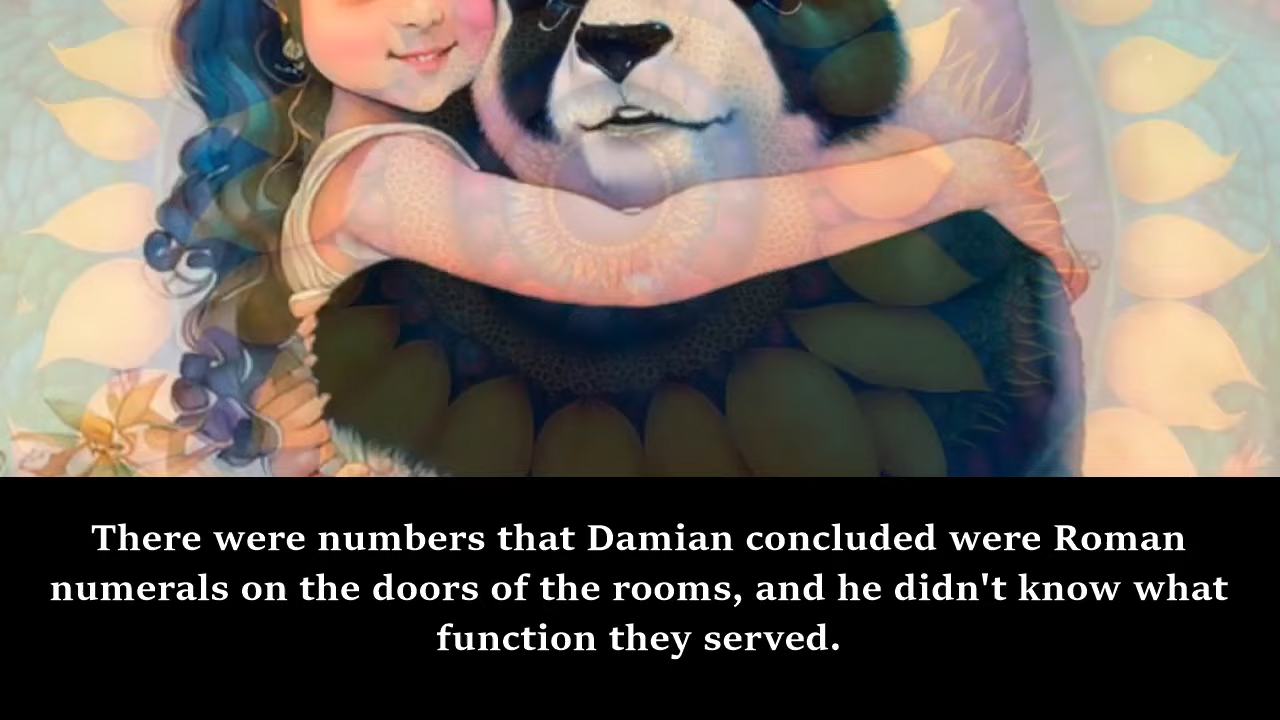 There were numbers that Damian concluded were Roman
numerals on the doors of the rooms, and he didn't know what
function they served.